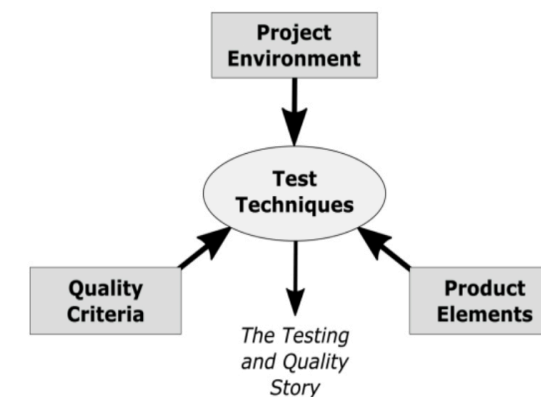 Project
Environment
Test
Techniques
Quality
Criteria
Product
Elements
The Testing
and Quality
Story